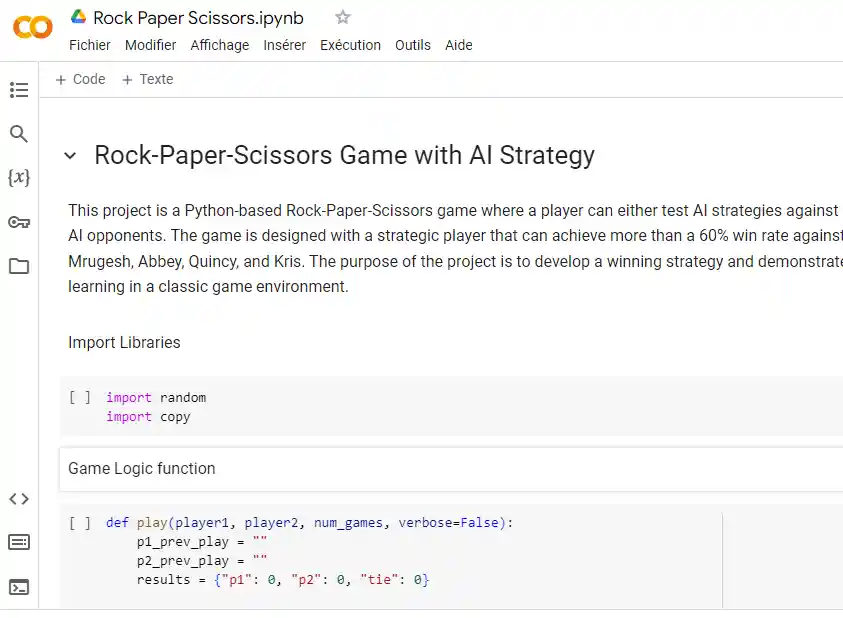 Rock Paper Scissors.ipynb
Fichier Modifier Affichage Insérer Exécution Outils Aide
+ Code + Texte
Rock-Paper-Scissors Game with AI Strategy
This project is a Python-based Rock-Paper-Scissors game where a player can either test AI strategies against
AI opponents. The game is designed with a strategic player that can achieve more than a 60% win rate against
Mrugesh, Abbey, Quincy, and Kris. The purpose of the project is to develop a winning strategy and demonstrate
learning in a classic game environment.
Import Libraries
[ ] import random
import copy
Game Logic function
[ ] def play(player1, player2, num_games, verbose=False):
p1_prev_play = ""
p2_prev_play = ""
results = {"p1": 0, "p2": 0, "tie": 0}